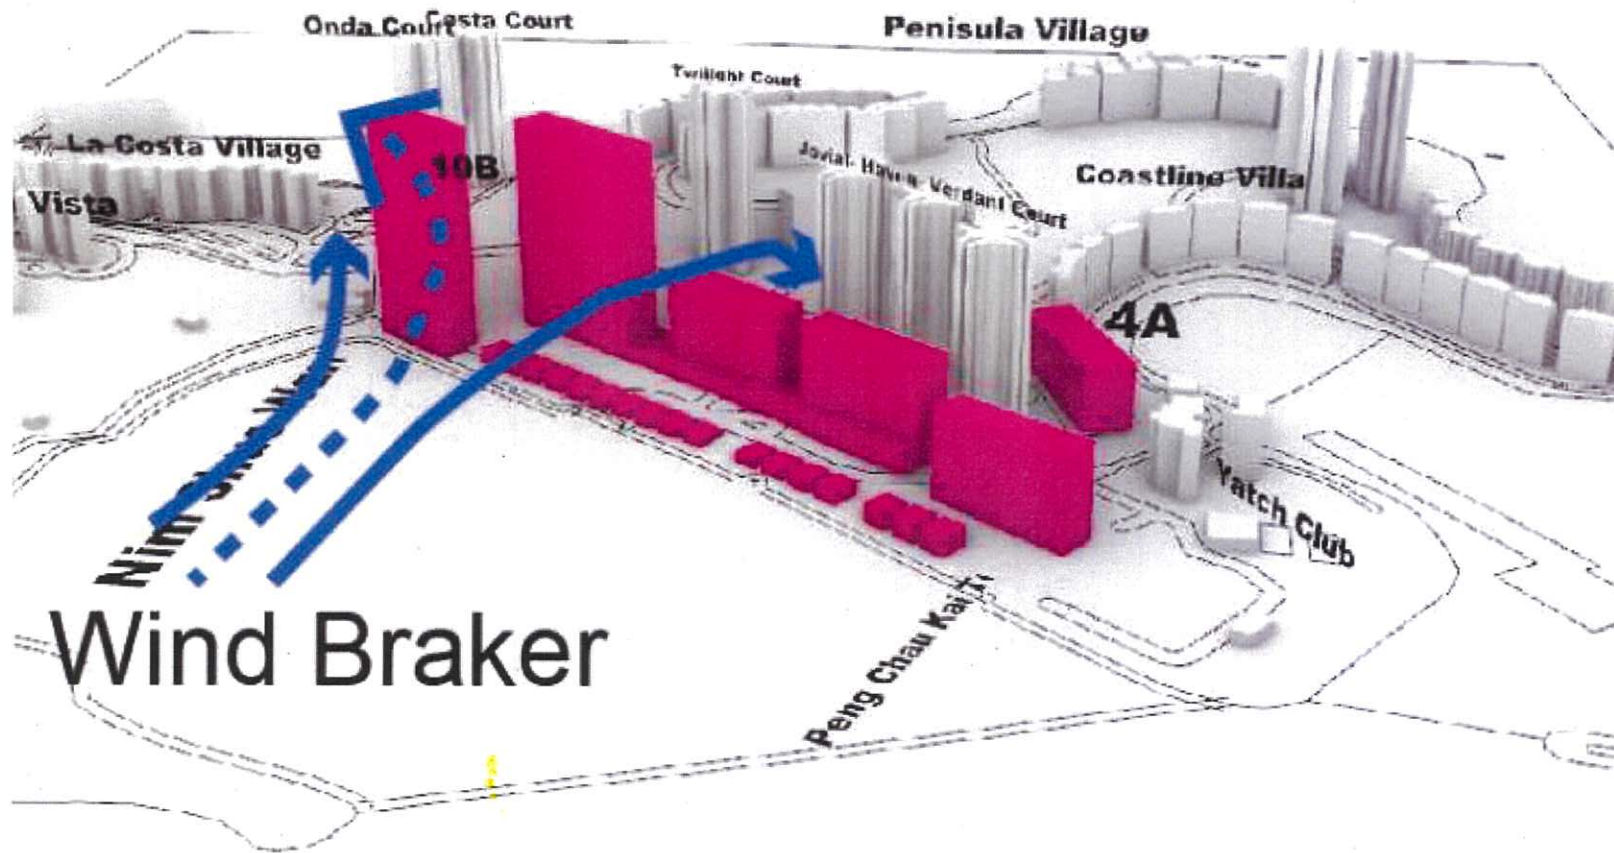 Onda Court
Costa Court
Penisula Village
Twilight Court
La Costa Village
10B
Jovial- Haven- Verdant Court
Coastline Villa
Vista
4A
Nim Shue Wan
Yatch Club
Wind Braker
Peng Chau Kai To